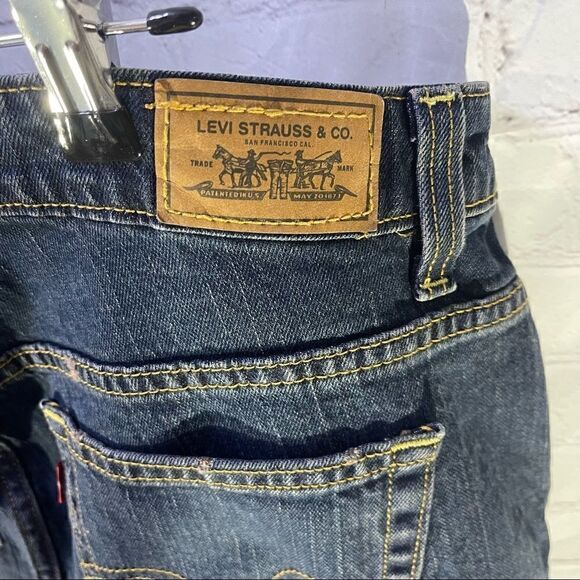 LEVI STRAUSS & CO.
SAN FRANCISCO CAL.
TRADE MARK
PATENTED IN U.S. MAY 20 1873